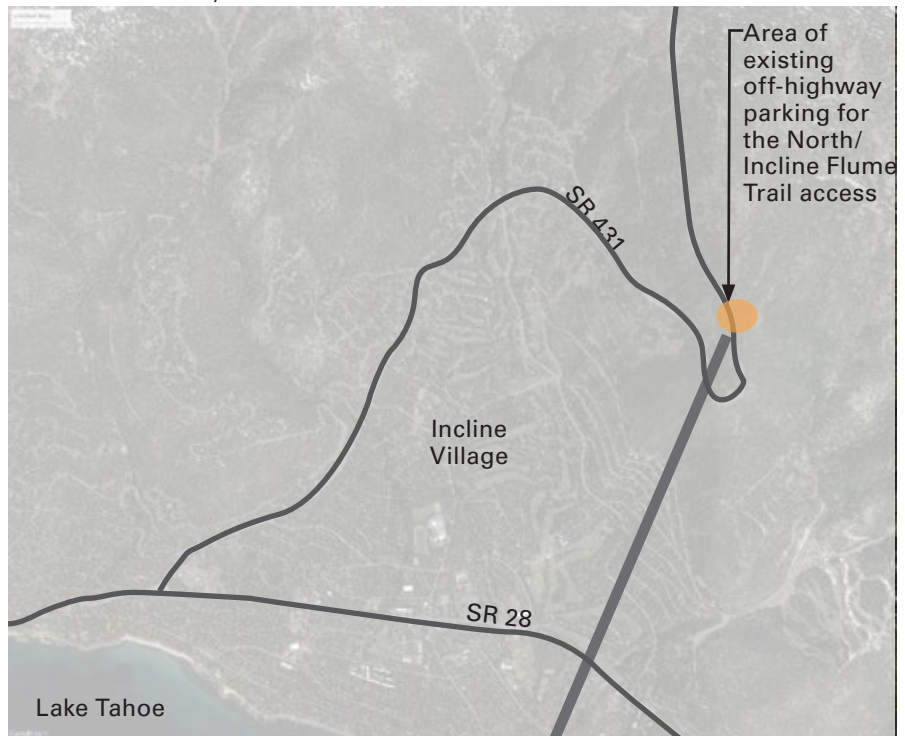 Area of
existing
off-highway
parking for
the North/
Incline Flume
Trail access
SR 431
Incline
Village
SR 28
Lake Tahoe